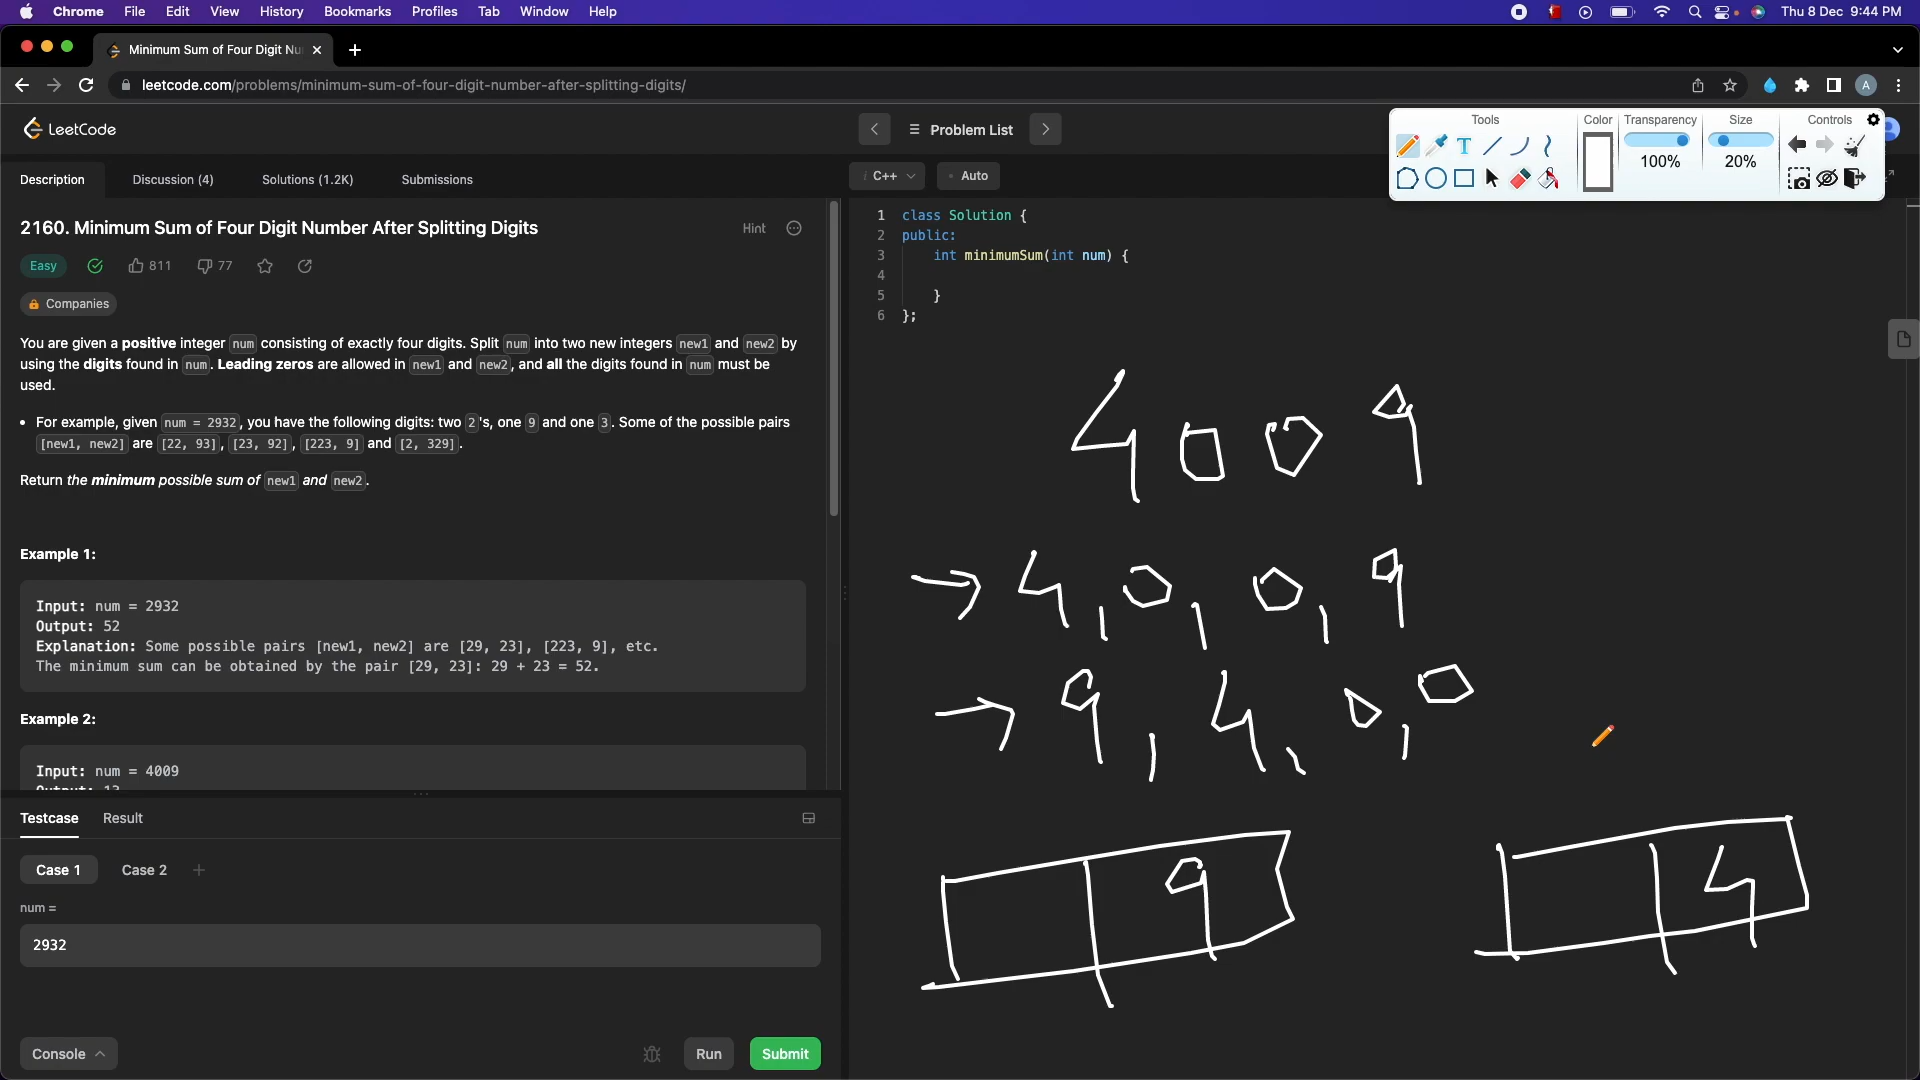 Chrome File Edit View History Bookmarks Profiles Tab Window Help Thu 8 Dec 9:44 PM
Minimum Sum of Four Digit Nu
leetcode.com/problems/minimum-sum-of-four-digit-number-after-splitting-digits/ A
LeetCode Problem List
Tools Color Transparency Size Controls
100% 20%
T
Description Discussion (4) Solutions (1.2K) Submissions
i C++ • Auto
2160. Minimum Sum of Four Digit Number After Splitting Digits Hint
Easy 811 77
Companies
You are given a positive integer num consisting of exactly four digits. Split num into two new integers new1 and new2 by
using the digits found in num. Leading zeros are allowed in new1 and new2, and all the digits found in num must be
used.
• For example, given num = 2932, you have the following digits: two 2's, one 9 and one 3. Some of the possible pairs
[new1, new2] are [22, 93], [23, 92], [223, 9] and [2, 329].
Return the minimum possible sum of new1 and new2.
Example 1:
Input: num = 2932
Output: 52
Explanation: Some possible pairs [new1, new2] are [29, 23], [223, 9], etc.
The minimum sum can be obtained by the pair [29, 23]: 29 + 23 = 52.
Example 2:
Input: num = 4009
Output: 13
Testcase Result
Case 1 Case 2 +
num =
2932
Console Run Submit
1 class Solution {
2 public:
3 int minimumSum(int num) {
4
5 }
6 };
4009
→ 4, 0, 0, 9
→ 9, 4, 0, 0
9 4